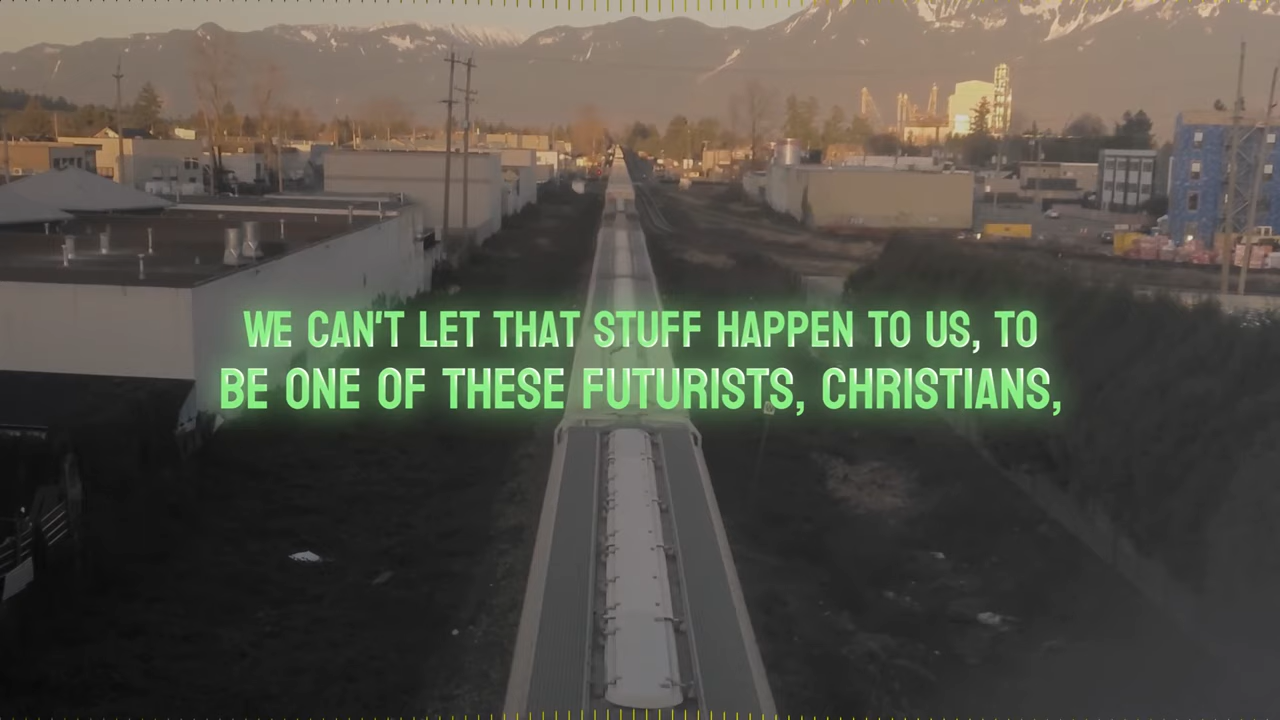 WE CAN'T LET THAT STUFF HAPPEN TO US, TO
BE ONE OF THESE FUTURISTS, CHRISTIANS,